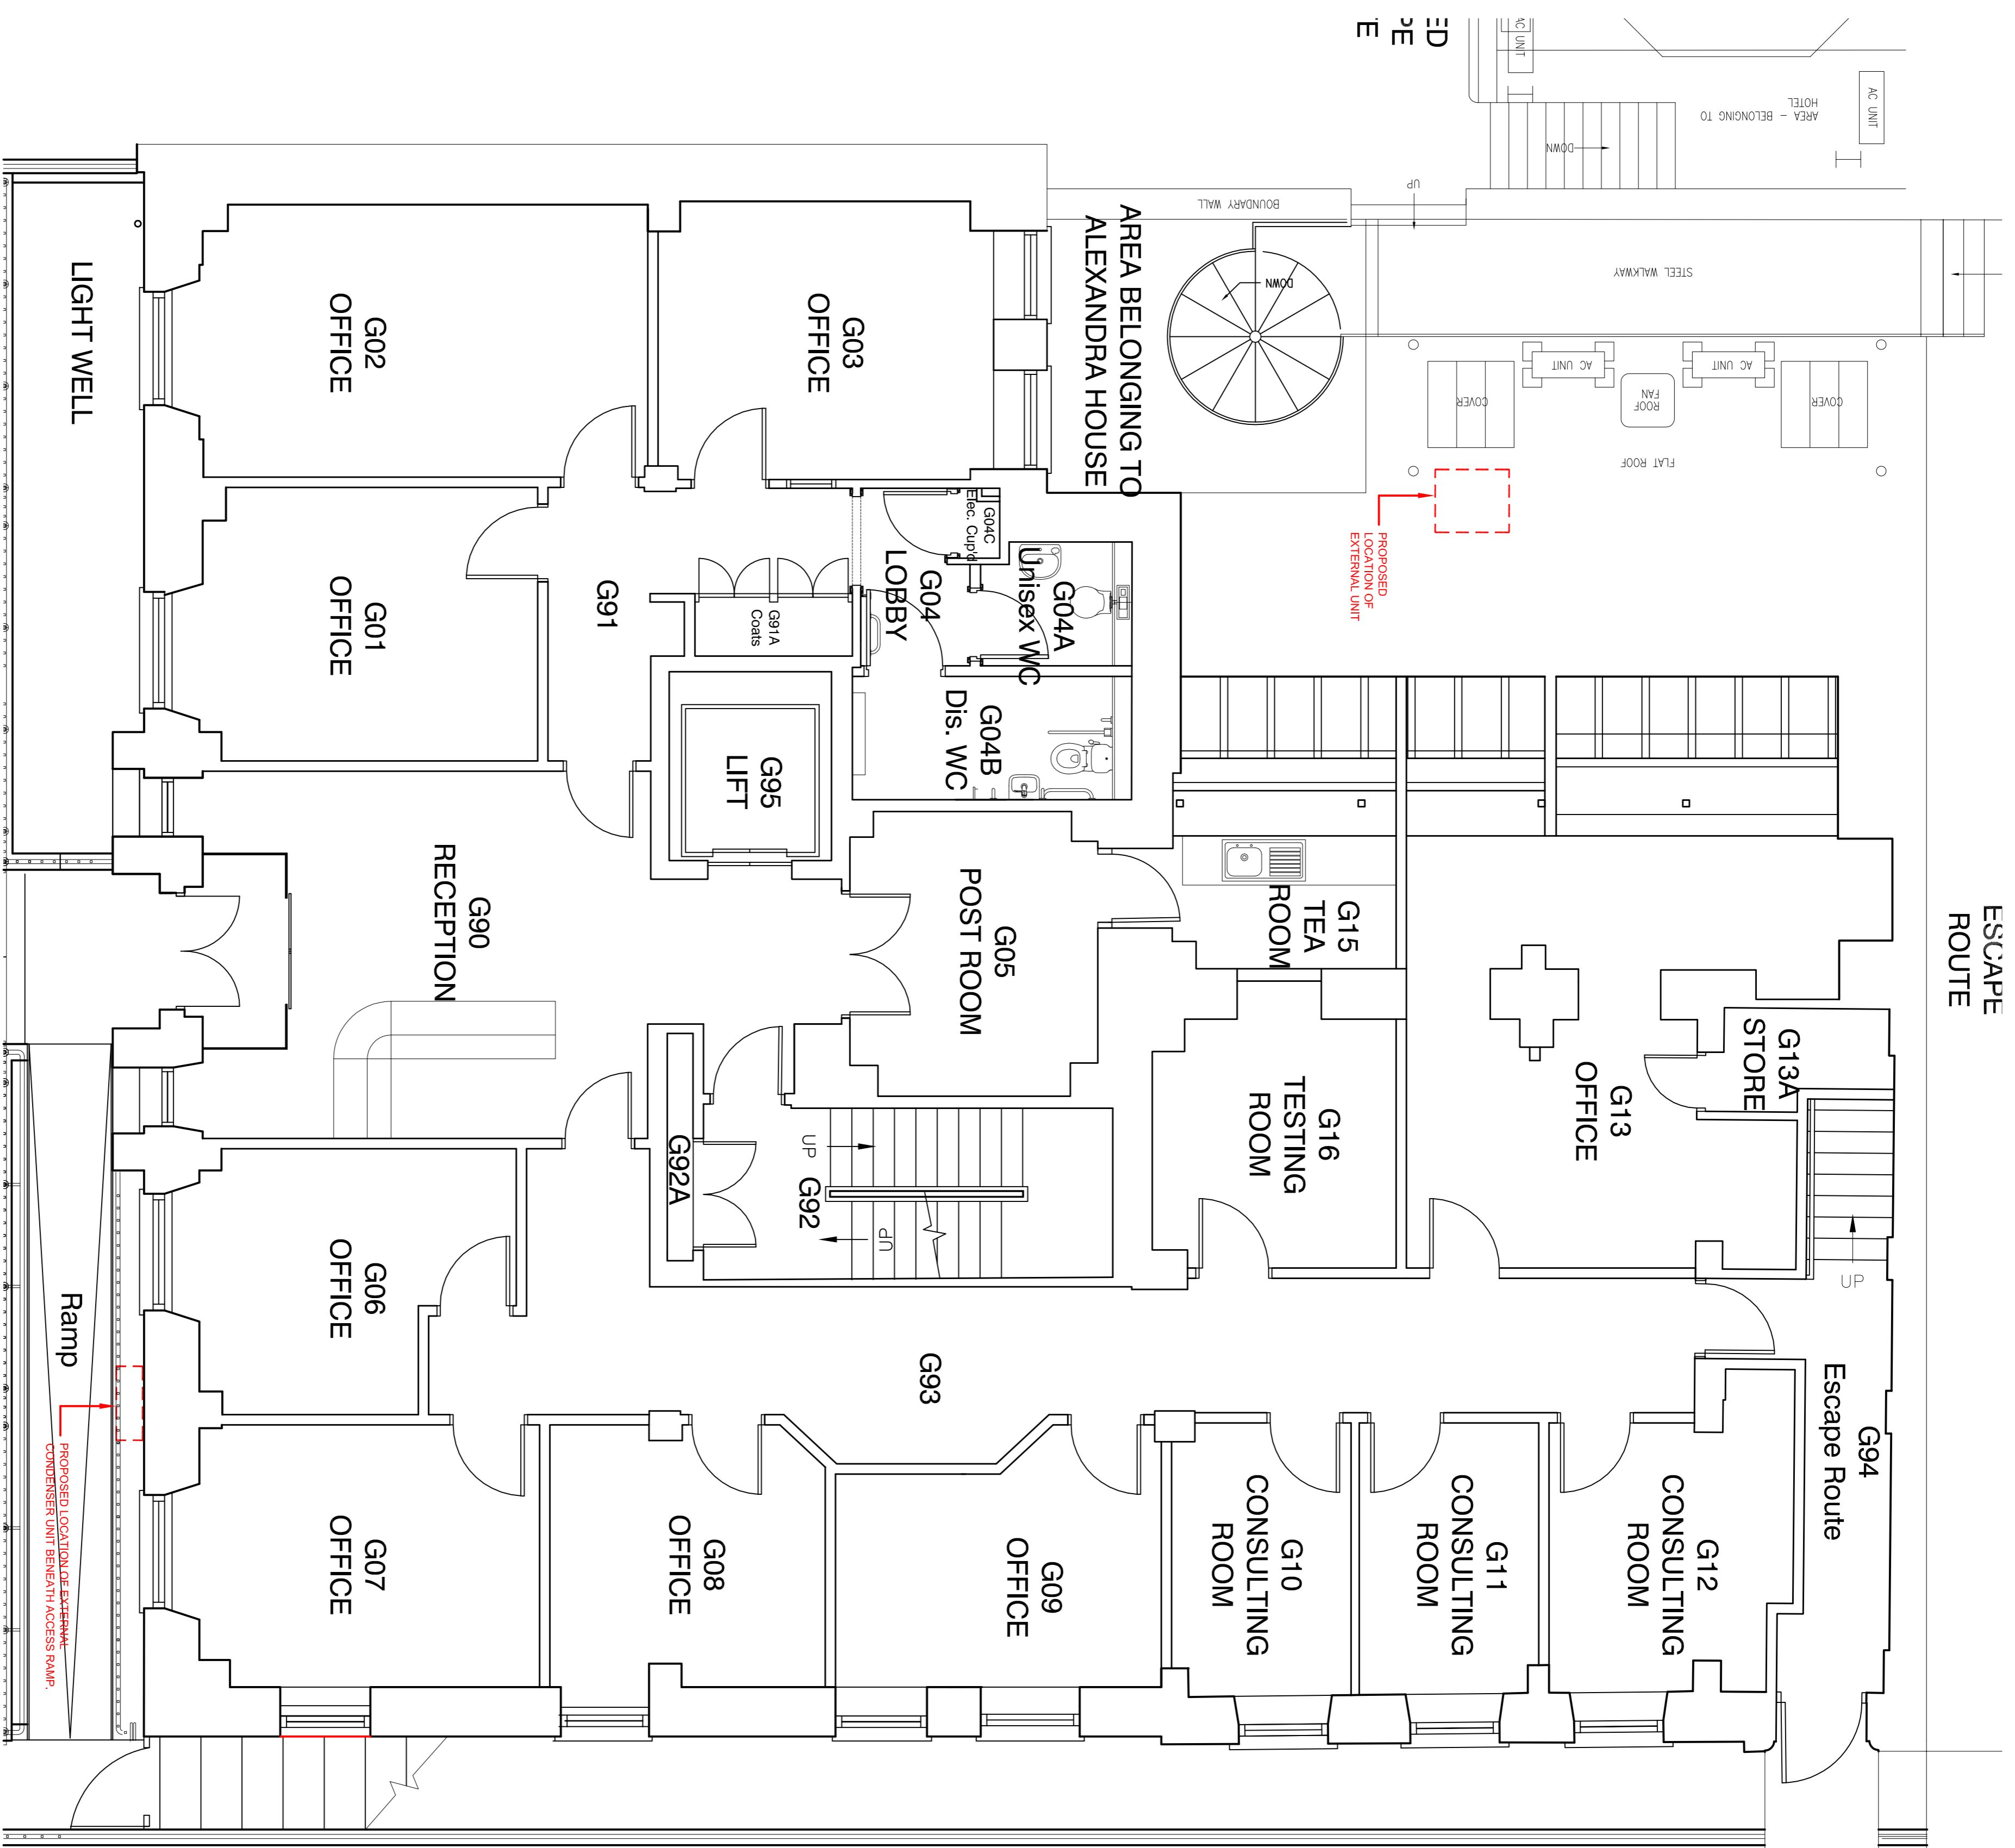 ED
PE
TE
AC UNIT
AREA - BELONGING TO
HOTEL
AC UNIT
DOWN
UP
BOUNDARY WALL
STEEL WALKWAY
DOWN
AREA BELONGING TO
ALEXANDRA HOUSE
AC UNIT
AC UNIT
COVER
ROOF
FAN
COVER
FLAT ROOF
PROPOSED
LOCATION OF
EXTERNAL UNIT
ESCAPE
ROUTE
LIGHT WELL
G02
OFFICE
G03
OFFICE
G01
OFFICE
G91
G91A
Coats
G04C
Elec. Cup'd
G04
LOBBY
G04A
Unisex WC
G04B
Dis. WC
G95
LIFT
G90
RECEPTION
G05
POST ROOM
G15
TEA
ROOM
G16
TESTING
ROOM
G13
OFFICE
G13A
STORE
UP
G92A
UP
G92
UP
G93
G94
Escape Route
G06
OFFICE
G07
OFFICE
G08
OFFICE
G09
OFFICE
G10
CONSULTING
ROOM
G11
CONSULTING
ROOM
G12
CONSULTING
ROOM
Ramp
PROPOSED LOCATION OF EXTERNAL
CONDENSER UNIT BENEATH ACCESS RAMP.